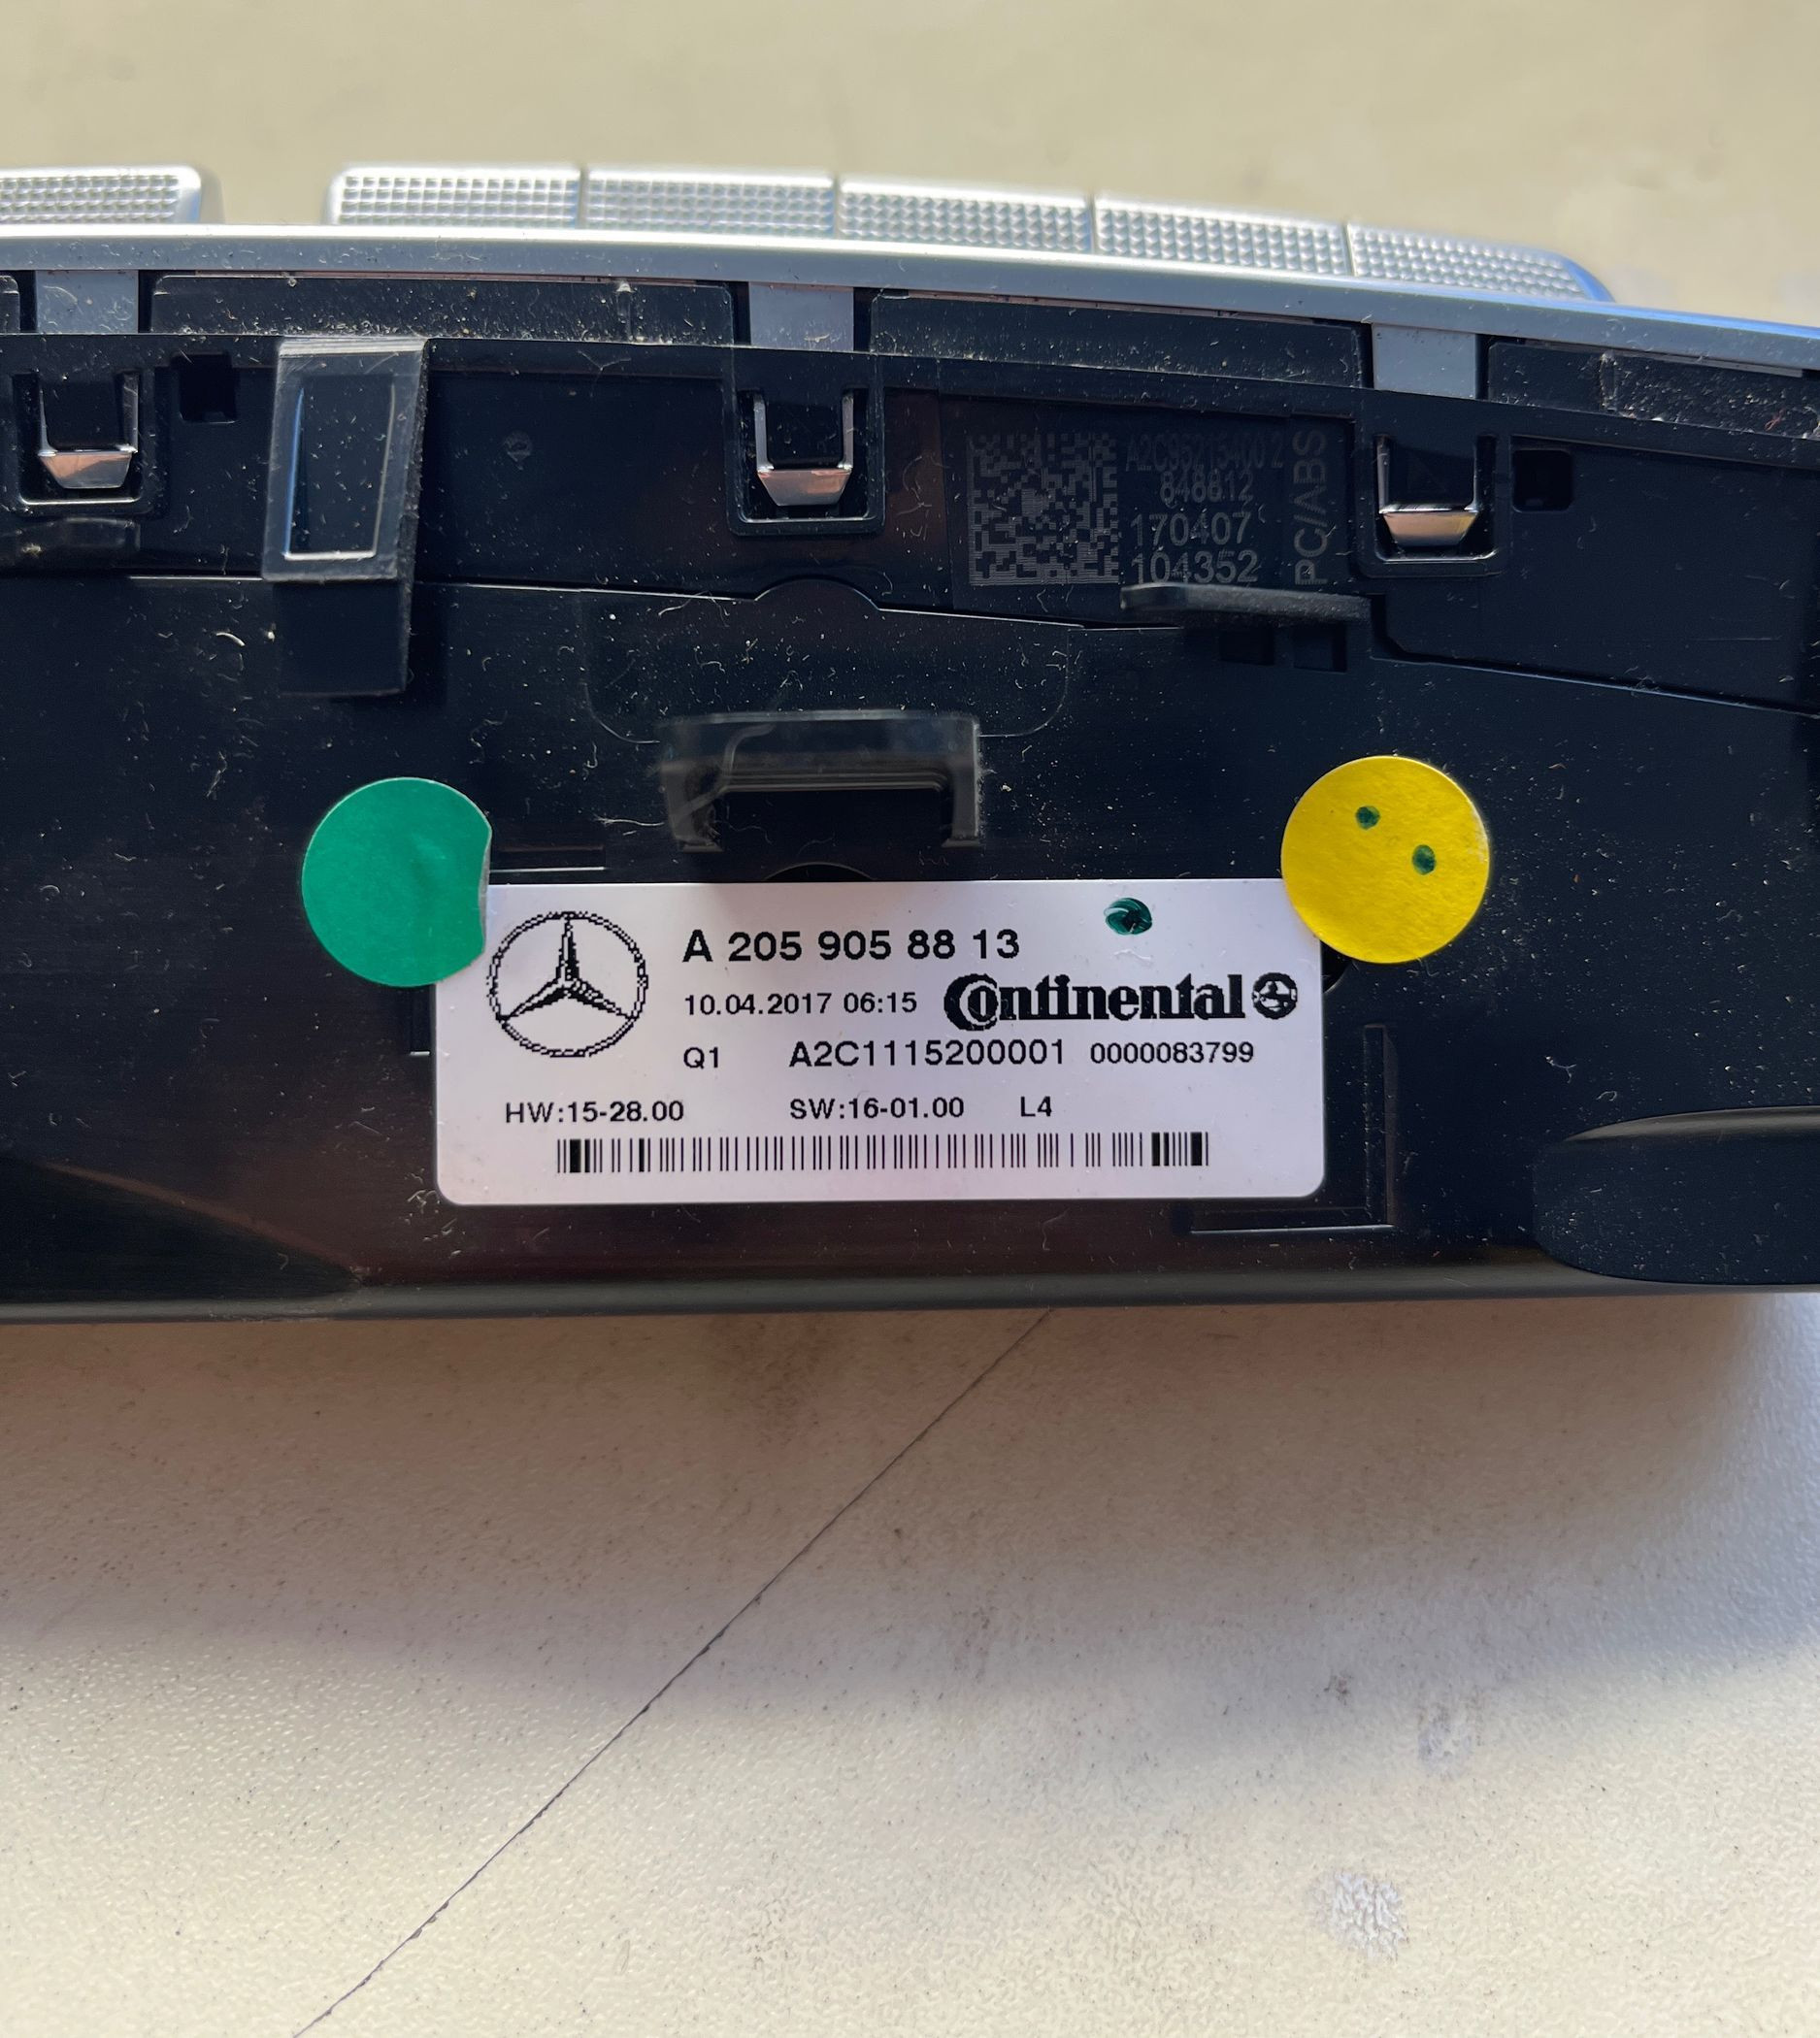 A2C95215400 2
848812
170407
104352
PC/ABS
A 205 905 88 13
10.04.2017 06:15 Continental
Q1 A2C1115200001 0000083799
HW:15-28.00 SW:16-01.00 L4